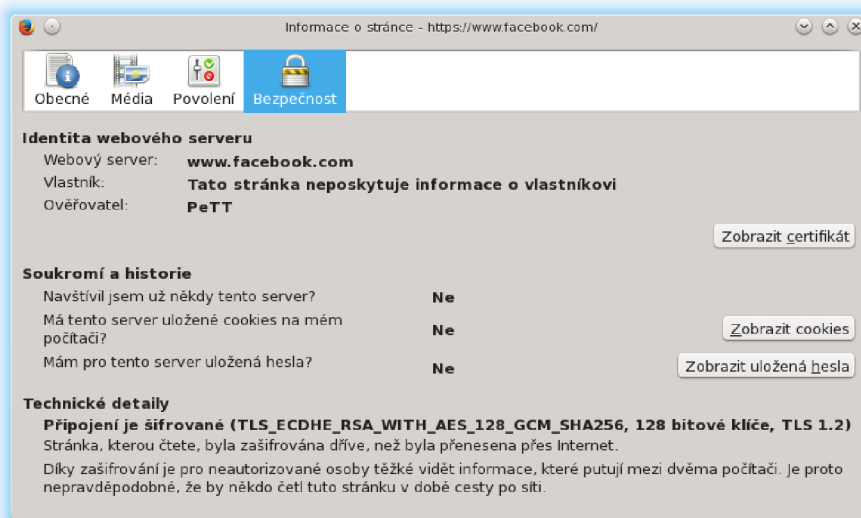 Informace o stránce - https://www.facebook.com/
Obecné Média Povolení Bezpečnost
Identita webového serveru
Webový server: www.facebook.com
Vlastník: Tato stránka neposkytuje informace o vlastníkovi
Ověřovatel: PeTT
Zobrazit certifikát
Soukromí a historie
Navštívil jsem už někdy tento server? Ne
Má tento server uložené cookies na mém
počítači? Ne Zobrazit cookies
Mám pro tento server uložená hesla? Ne Zobrazit uložená hesla
Technické detaily
Připojení je šifrované (TLS_ECDHE_RSA_WITH_AES_128_GCM_SHA256, 128 bitové klíče, TLS 1.2)
Stránka, kterou čtete, byla zašifrována dříve, než byla přenesena přes Internet.
Díky zašifrování je pro neautorizované osoby těžké vidět informace, které putují mezi dvěma počítači. Je proto
nepravděpodobné, že by někdo četl tuto stránku v době cesty po síti.